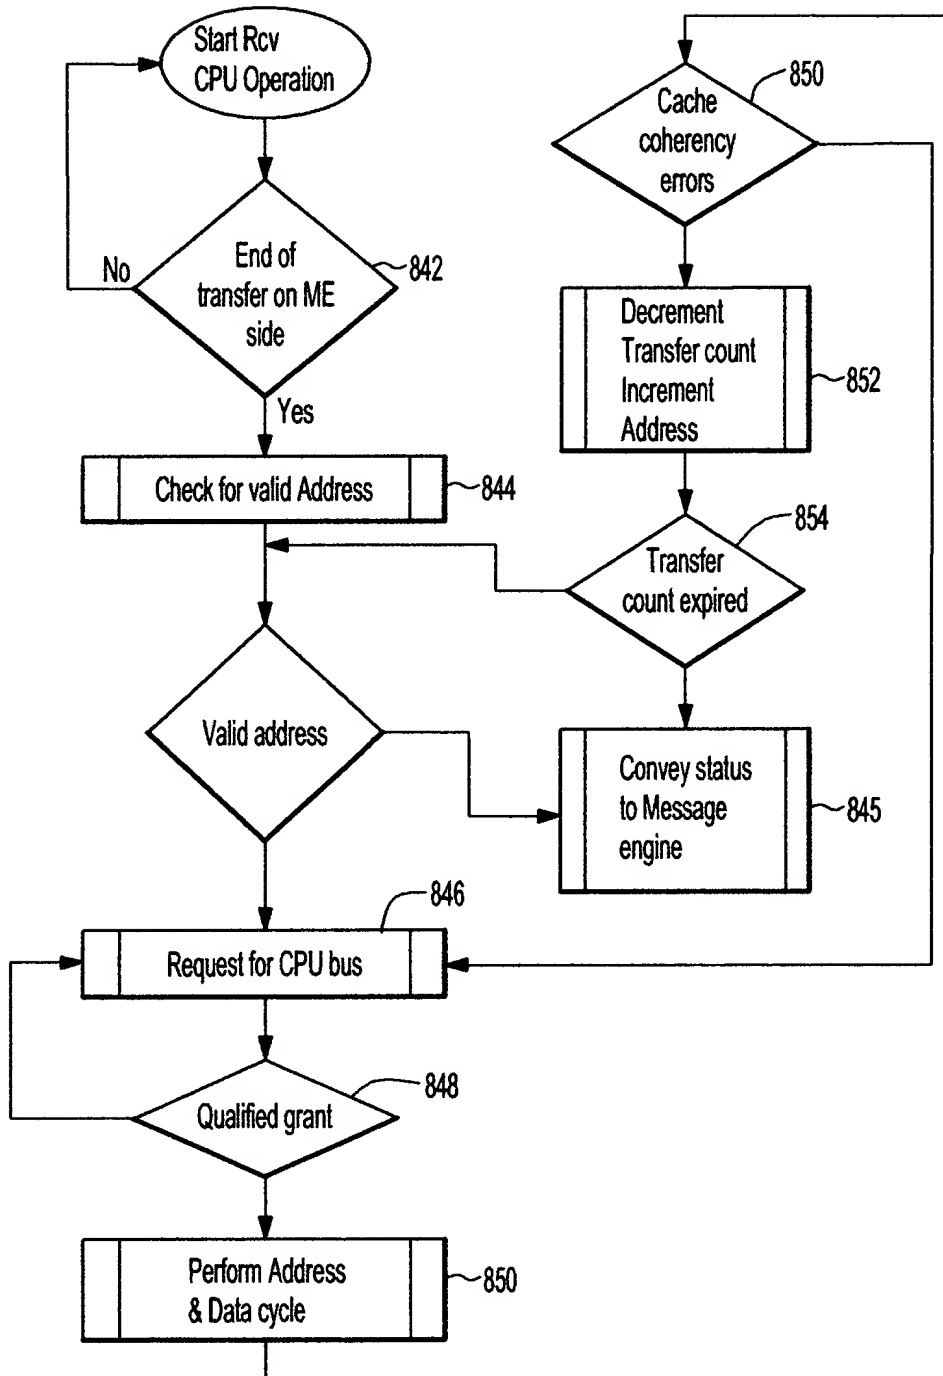 Start Rcv
CPU Operation
No
End of
transfer on ME
side
842
Yes
Check for valid Address
844
Valid address
846
Request for CPU bus
Qualified grant
848
Perform Address
& Data cycle
850
850
Cache
coherency
errors
Decrement
Transfer count
Increment
Address
852
854
Transfer
count expired
Convey status
to Message
engine
845